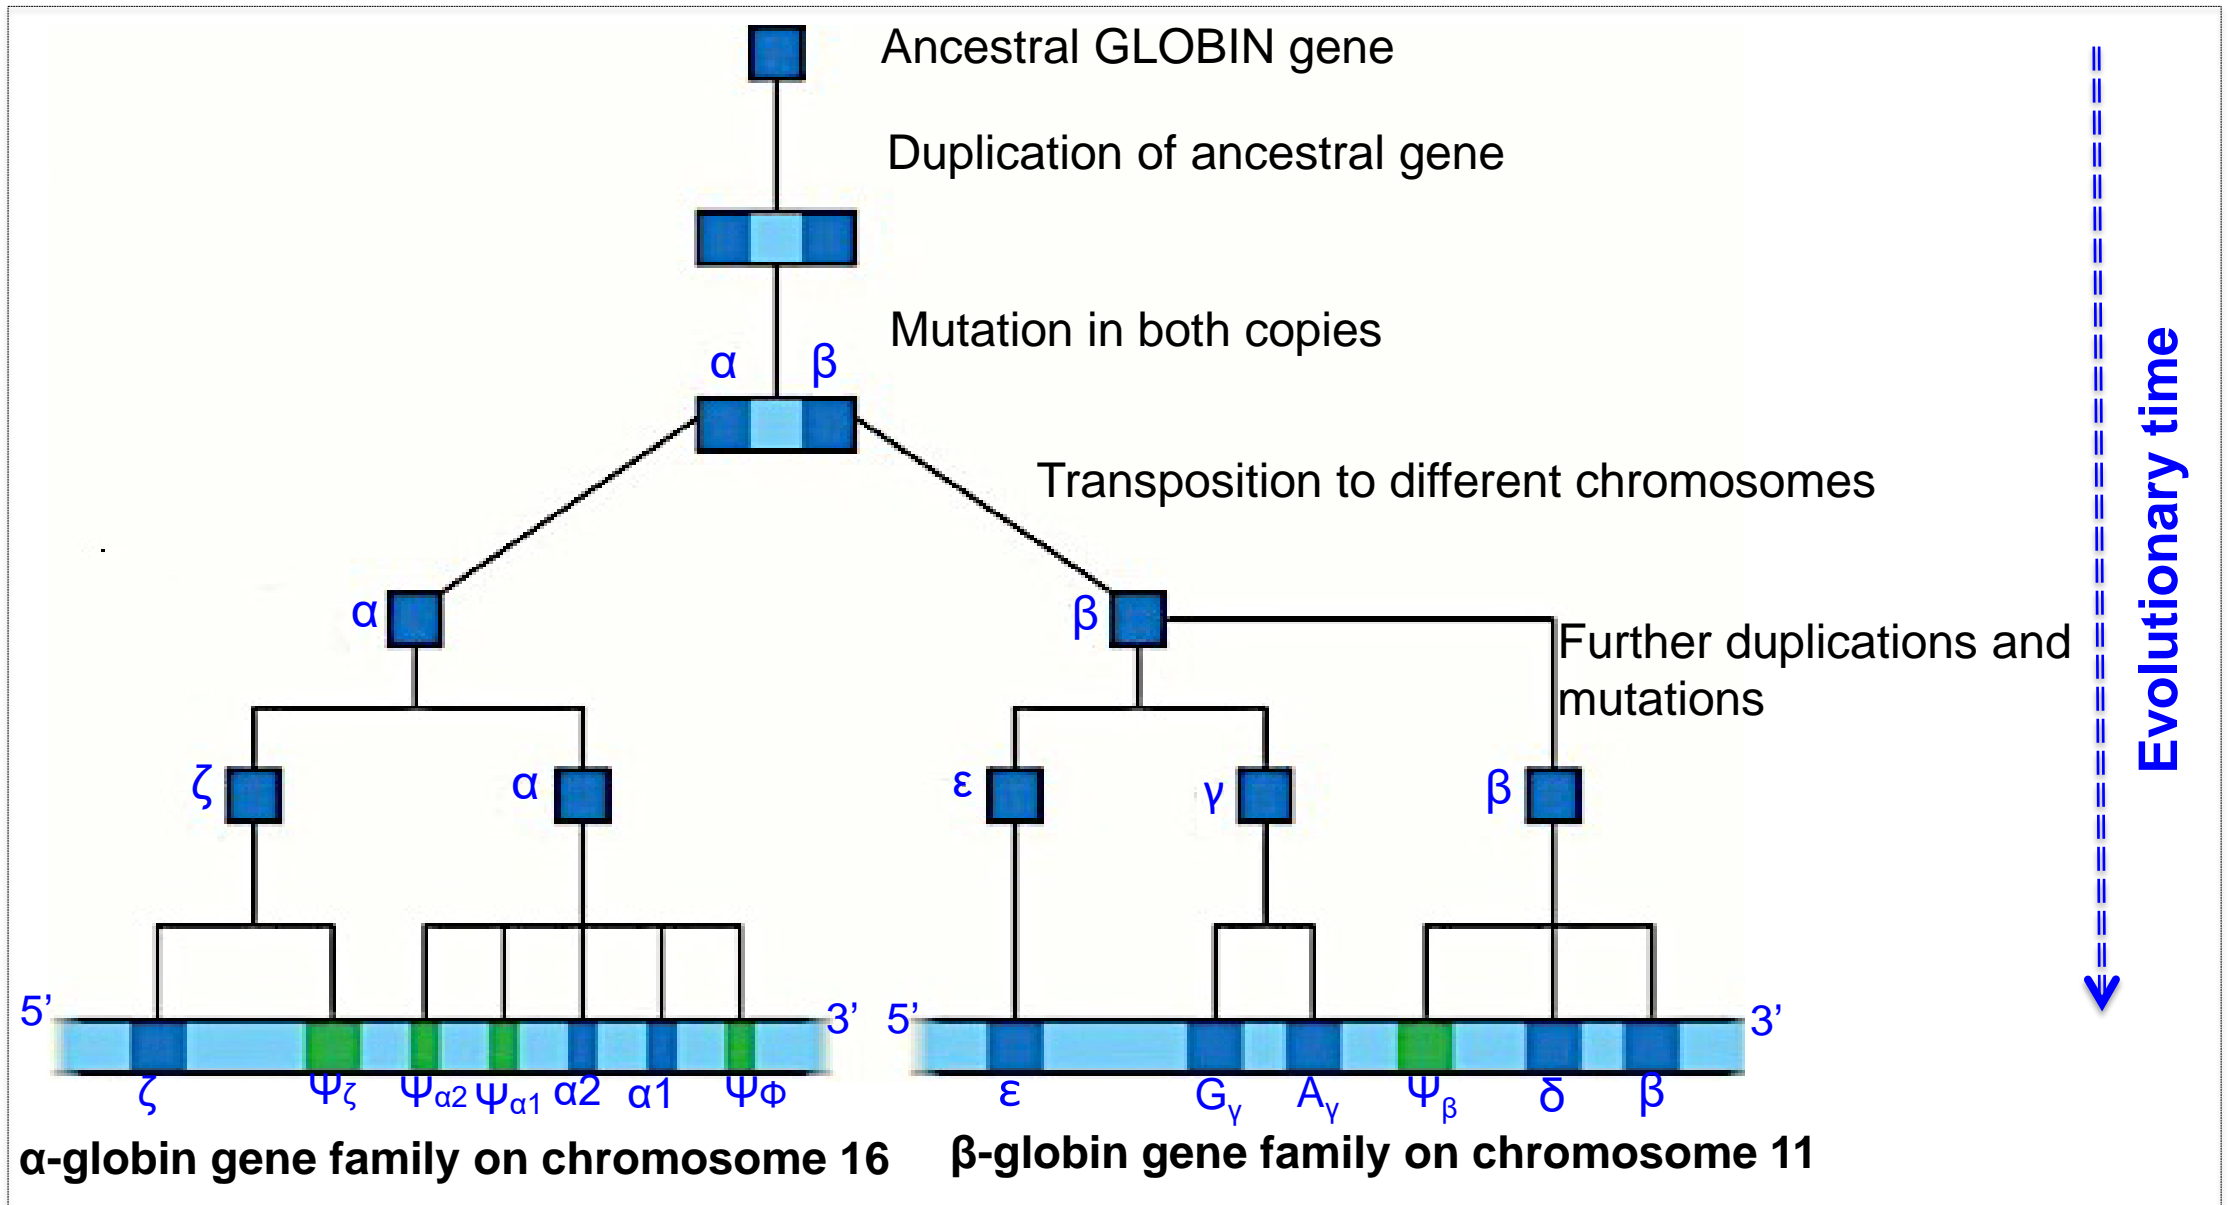 Ancestral GLOBIN gene
Duplication of ancestral gene
Mutation in both copies
α β
Transposition to different chromosomes
Evolutionary time
α β
Further duplications and
mutations
ζ α ε γ β
5’ 3’ 5’ 3’
ζ Ψζ Ψα2 Ψα1 α2 α1 ΨΦ ε Gγ Aγ Ψβ δ β
α-globin gene family on chromosome 16
β-globin gene family on chromosome 11